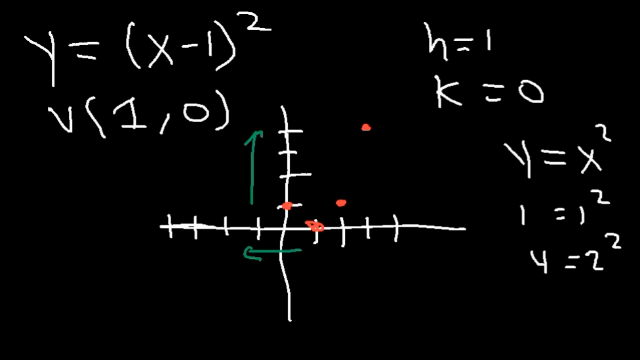 y = (x-1)²
v(1,0)
h=1
K=0
y=x²
1=1²
4=2²